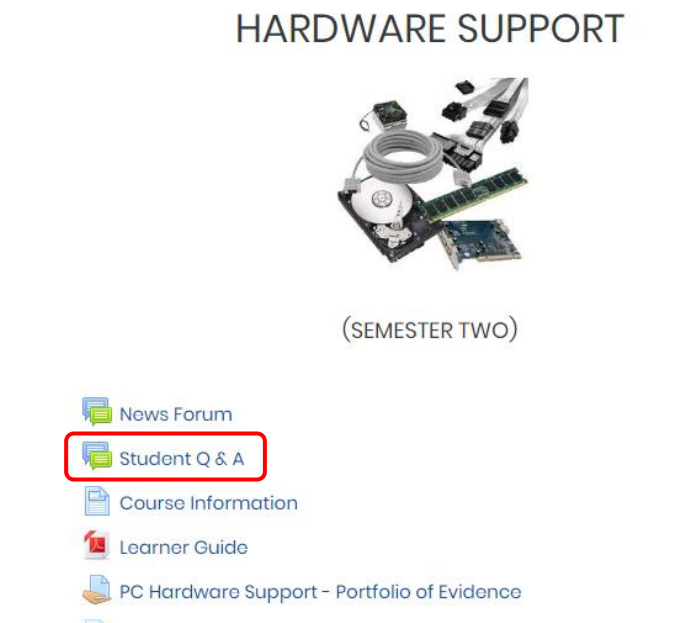 HARDWARE SUPPORT
(SEMESTER TWO)
News Forum
Student Q & A
Course Information
Learner Guide
PC Hardware Support - Portfolio of Evidence